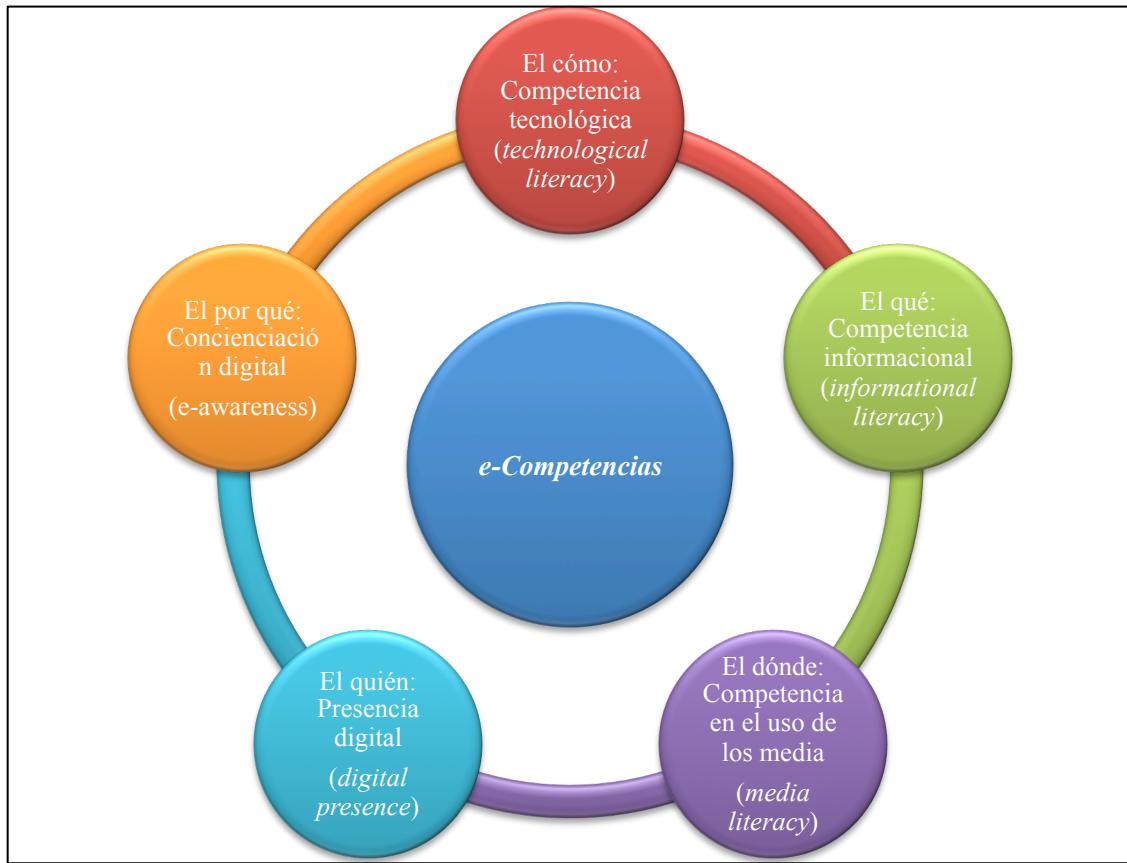 El cómo:
Competencia
tecnológica
(technological
literacy)
El qué:
Competencia
informacional
(informational
literacy)
El dónde:
Competencia
en el uso de
los media
(media
literacy)
El quién:
Presencia
digital
(digital
presence)
El por qué:
Concienciació
n digital
(e-awareness)
e-Competencias